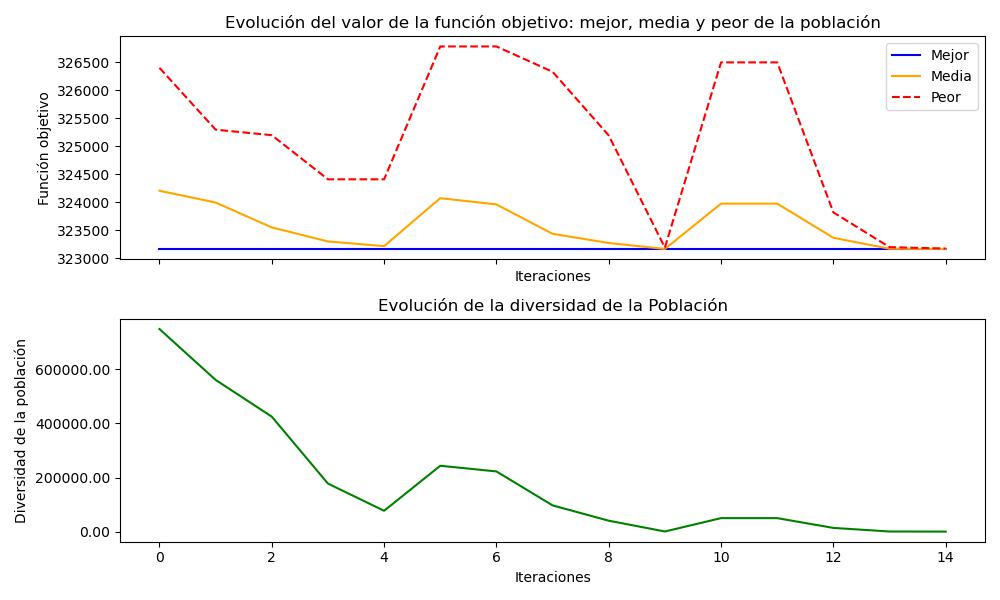 Evolución del valor de la función objetivo: mejor, media y peor de la población
Función objetivo
326500
326000
325500
325000
324500
324000
323500
323000
Mejor
Media
Peor
Iteraciones
Evolución de la diversidad de la Población
Diversidad de la población
600000.00
400000.00
200000.00
0.00
0 2 4 6 8 10 12 14
Iteraciones